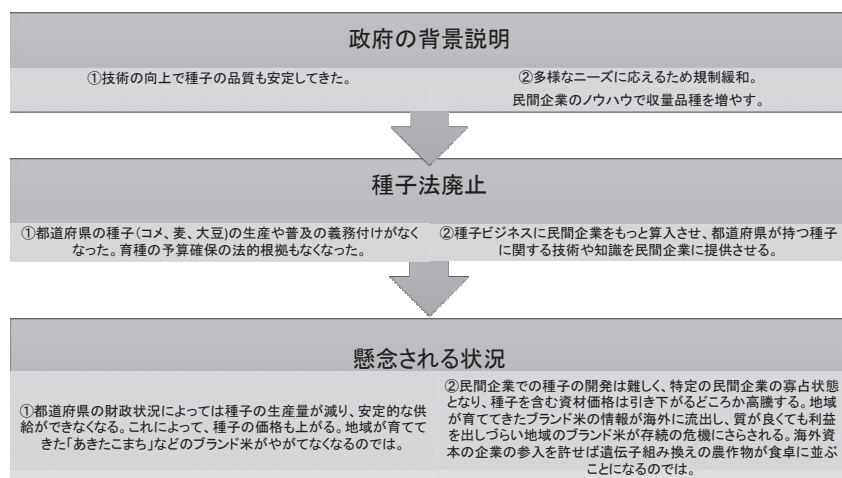 政府の背景説明
①技術の向上で種子の品質も安定してきた。
②多様なニーズに応えるため規制緩和。
民間企業のノウハウで収量品種を増やす。
種子法廃止
①都道府県の種子(コメ、麦、大豆)の生産や普及の義務付けがなく
なった。育種の予算確保の法的根拠もなくなった。
②種子ビジネスに民間企業をもっと算入させ、都道府県が持つ種子
に関する技術や知識を民間企業に提供させる。
懸念される状況
①都道府県の財政状況によっては種子の生産量が減り、安定的な供
給ができなくなる。これによって、種子の価格も上がる。地域が育てて
きた「あきたこまち」などのブランド米がやがてなくなるのでは。
②民間企業での種子の開発は難しく、特定の民間企業の寡占状態
となり、種子を含む資材価格は引き下がるどころか高騰する。地域
が育ててきたブランド米の情報が海外に流出し、質が良くても利益
を出しづらい地域のブランド米が存続の危機にさらされる。海外資
本の企業の参入を許せば遺伝子組み換えの農作物が食卓に並ぶ
ことになるのでは。